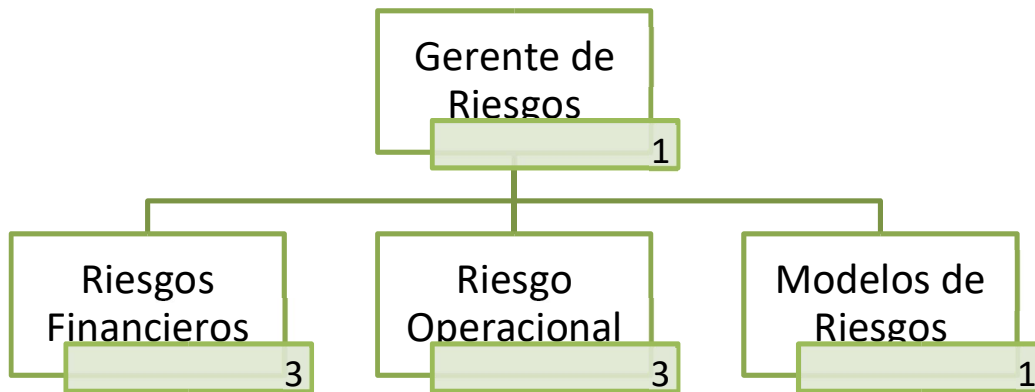 Gerente de
Riesgos
1
Riesgos
Financieros
3
Riesgo
Operacional
3
Modelos de
Riesgos
1